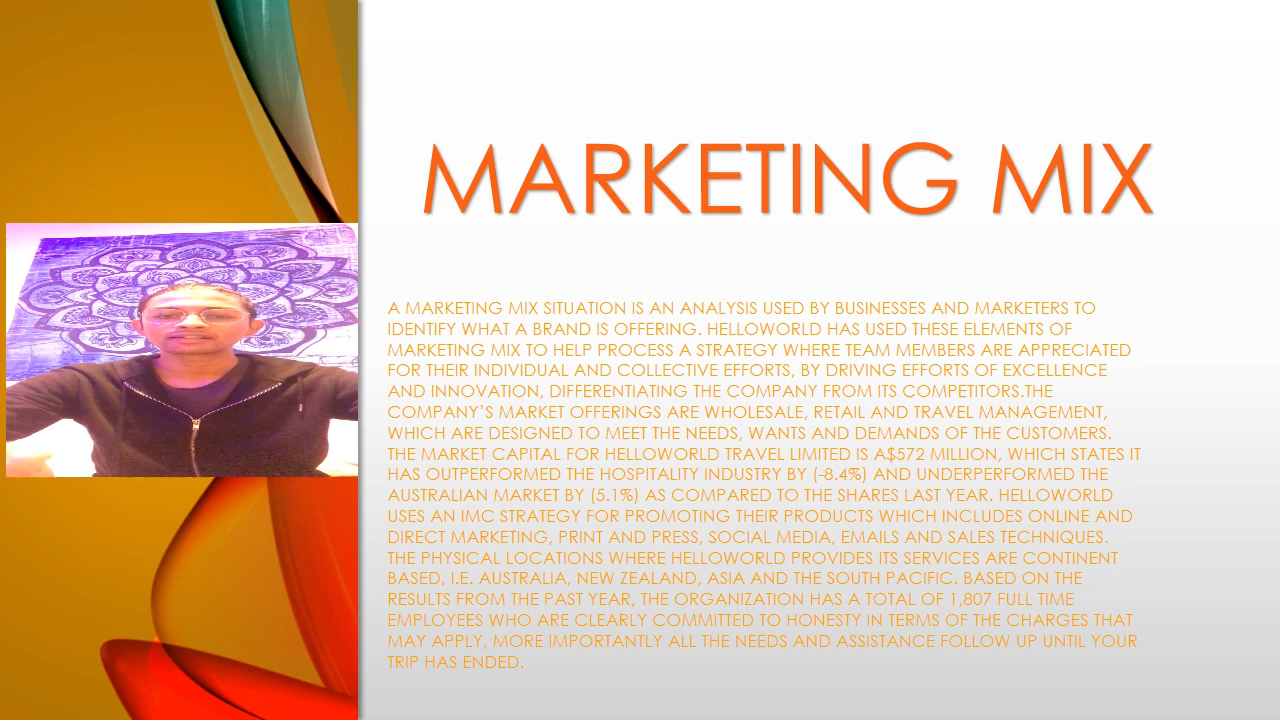 MARKETING MIX
A MARKETING MIX SITUATION IS AN ANALYSIS USED BY BUSINESSES AND MARKETERS TO
IDENTIFY WHAT A BRAND IS OFFERING. HELLOWORLD HAS USED THESE ELEMENTS OF
MARKETING MIX TO HELP PROCESS A STRATEGY WHERE TEAM MEMBERS ARE APPRECIATED
FOR THEIR INDIVIDUAL AND COLLECTIVE EFFORTS, BY DRIVING EFFORTS OF EXCELLENCE
AND INNOVATION, DIFFERENTIATING THE COMPANY FROM ITS COMPETITORS.THE
COMPANY’S MARKET OFFERINGS ARE WHOLESALE, RETAIL AND TRAVEL MANAGEMENT,
WHICH ARE DESIGNED TO MEET THE NEEDS, WANTS AND DEMANDS OF THE CUSTOMERS.
THE MARKET CAPITAL FOR HELLOWORLD TRAVEL LIMITED IS A$572 MILLION, WHICH STATES IT
HAS OUTPERFORMED THE HOSPITALITY INDUSTRY BY (-8.4%) AND UNDERPERFORMED THE
AUSTRALIAN MARKET BY (5.1%) AS COMPARED TO THE SHARES LAST YEAR. HELLOWORLD
USES AN IMC STRATEGY FOR PROMOTING THEIR PRODUCTS WHICH INCLUDES ONLINE AND
DIRECT MARKETING, PRINT AND PRESS, SOCIAL MEDIA, EMAILS AND SALES TECHNIQUES.
THE PHYSICAL LOCATIONS WHERE HELLOWORLD PROVIDES ITS SERVICES ARE CONTINENT
BASED, I.E. AUSTRALIA, NEW ZEALAND, ASIA AND THE SOUTH PACIFIC. BASED ON THE
RESULTS FROM THE PAST YEAR, THE ORGANIZATION HAS A TOTAL OF 1,807 FULL TIME
EMPLOYEES WHO ARE CLEARLY COMMITTED TO HONESTY IN TERMS OF THE CHARGES THAT
MAY APPLY, MORE IMPORTANTLY ALL THE NEEDS AND ASSISTANCE FOLLOW UP UNTIL YOUR
TRIP HAS ENDED.